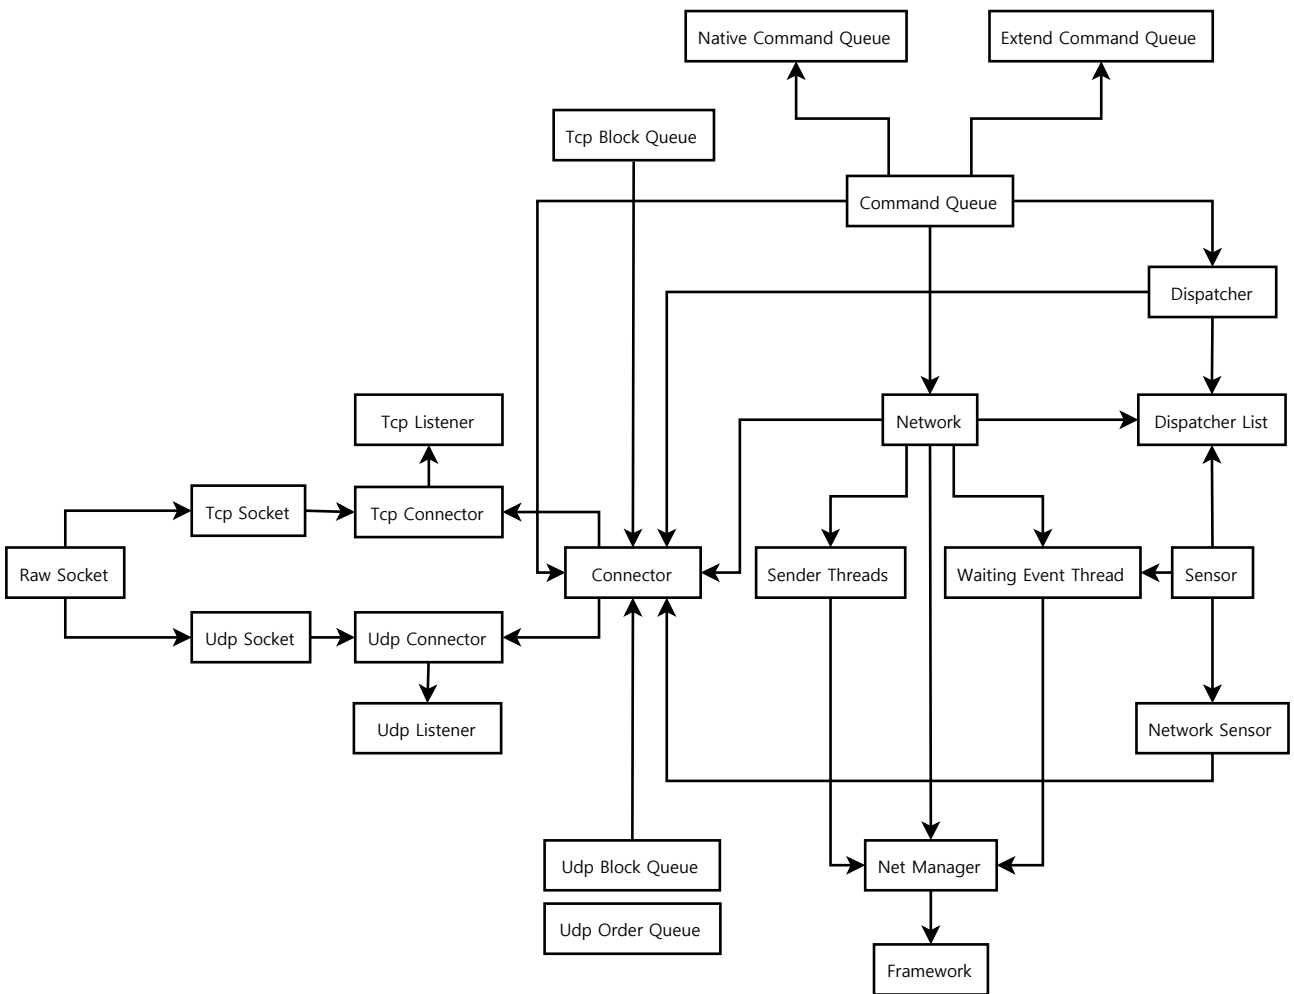 Native Command Queue
Extend Command Queue
Tcp Block Queue
Command Queue
Dispatcher
Tcp Listener
Network
Dispatcher List
Tcp Socket
Tcp Connector
Raw Socket
Connector
Sender Threads
Waiting Event Thread
Sensor
Udp Socket
Udp Connector
Udp Listener
Network Sensor
Udp Block Queue
Net Manager
Udp Order Queue
Framework